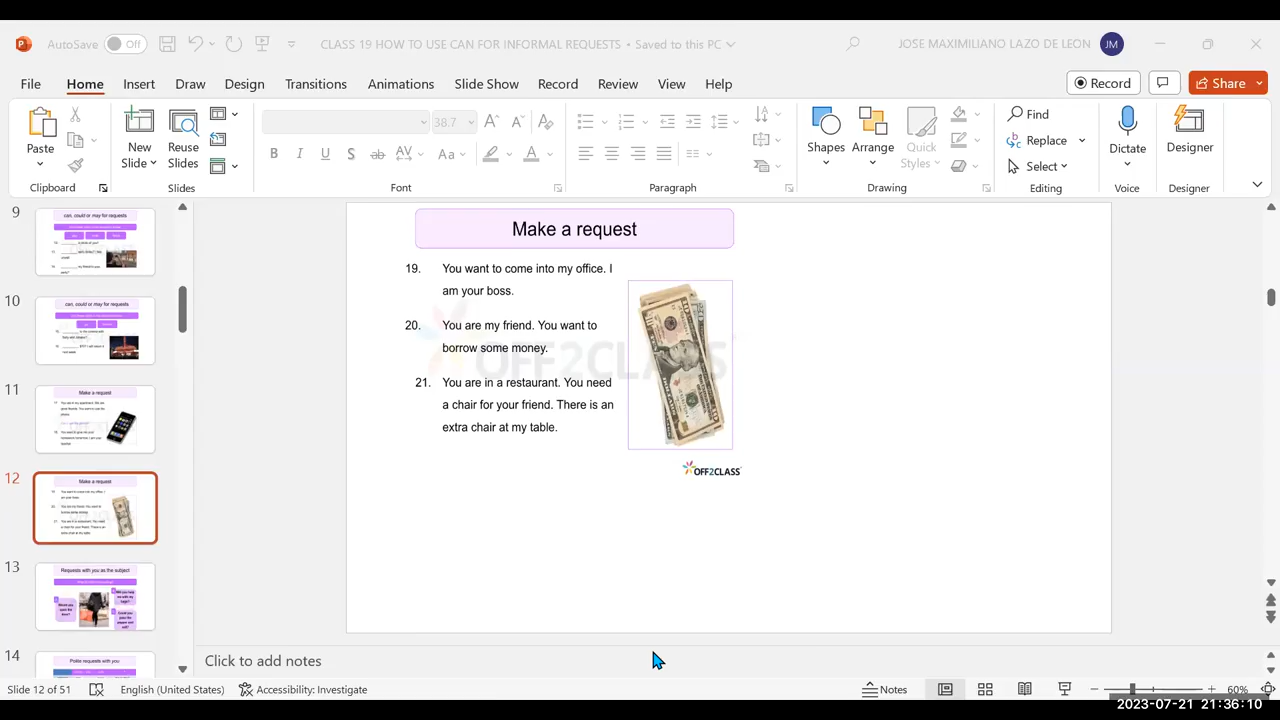 AutoSave Off
CLASS 19 HOW TO USE CAN FOR INFORMAL REQUESTS • Saved to this PC
JOSE MAXIMILIANO LAZO DE LEON JM
File Home Insert Draw Design Transitions Animations Slide Show Record Review View Help
Record Share
Paste
New Slide
Reuse Slides
38.7
Shapes Arrange Quick Styles
Find
Replace
Select
Dictate
Designer
Clipboard Slides Font Paragraph Drawing Editing Voice Designer
9
can, could or may for requests
10
can, could or may for requests
11
Make a request
12
Make a request
13
Requests with you as the subject
14
Polite requests with you
Make a request
19. You want to come into my office. I
am your boss.
20. You are my friend. You want to
borrow some money.
21. You are in a restaurant. You need
a chair for your friend. There is an
extra chair at my table.
OFF2CLASS
Click to add notes
Slide 12 of 51 English (United States) Accessibility: Investigate Notes 60%
2023-07-21 21:36:10